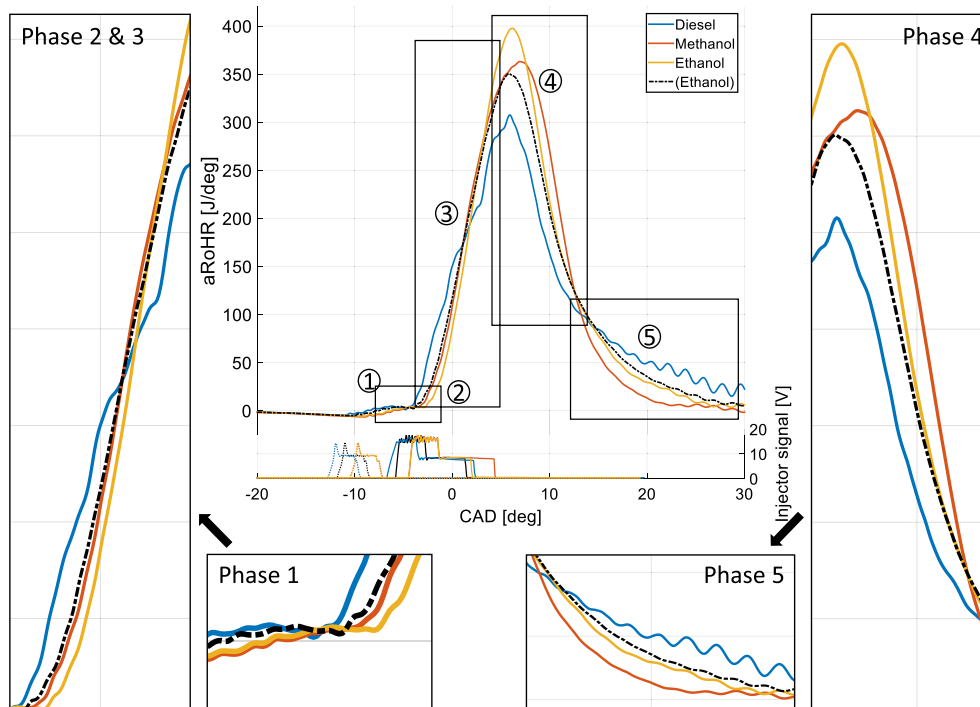 Phase 2 & 3
400
350
300
250
200
150
100
50
0
aRoHR [J/deg]
Diesel
Methanol
Ethanol
(Ethanol)
①
②
③
④
⑤
Phase 4
20
10
0
Injector signal [V]
-20
-10
0
10
20
30
CAD [deg]
Phase 1
Phase 5